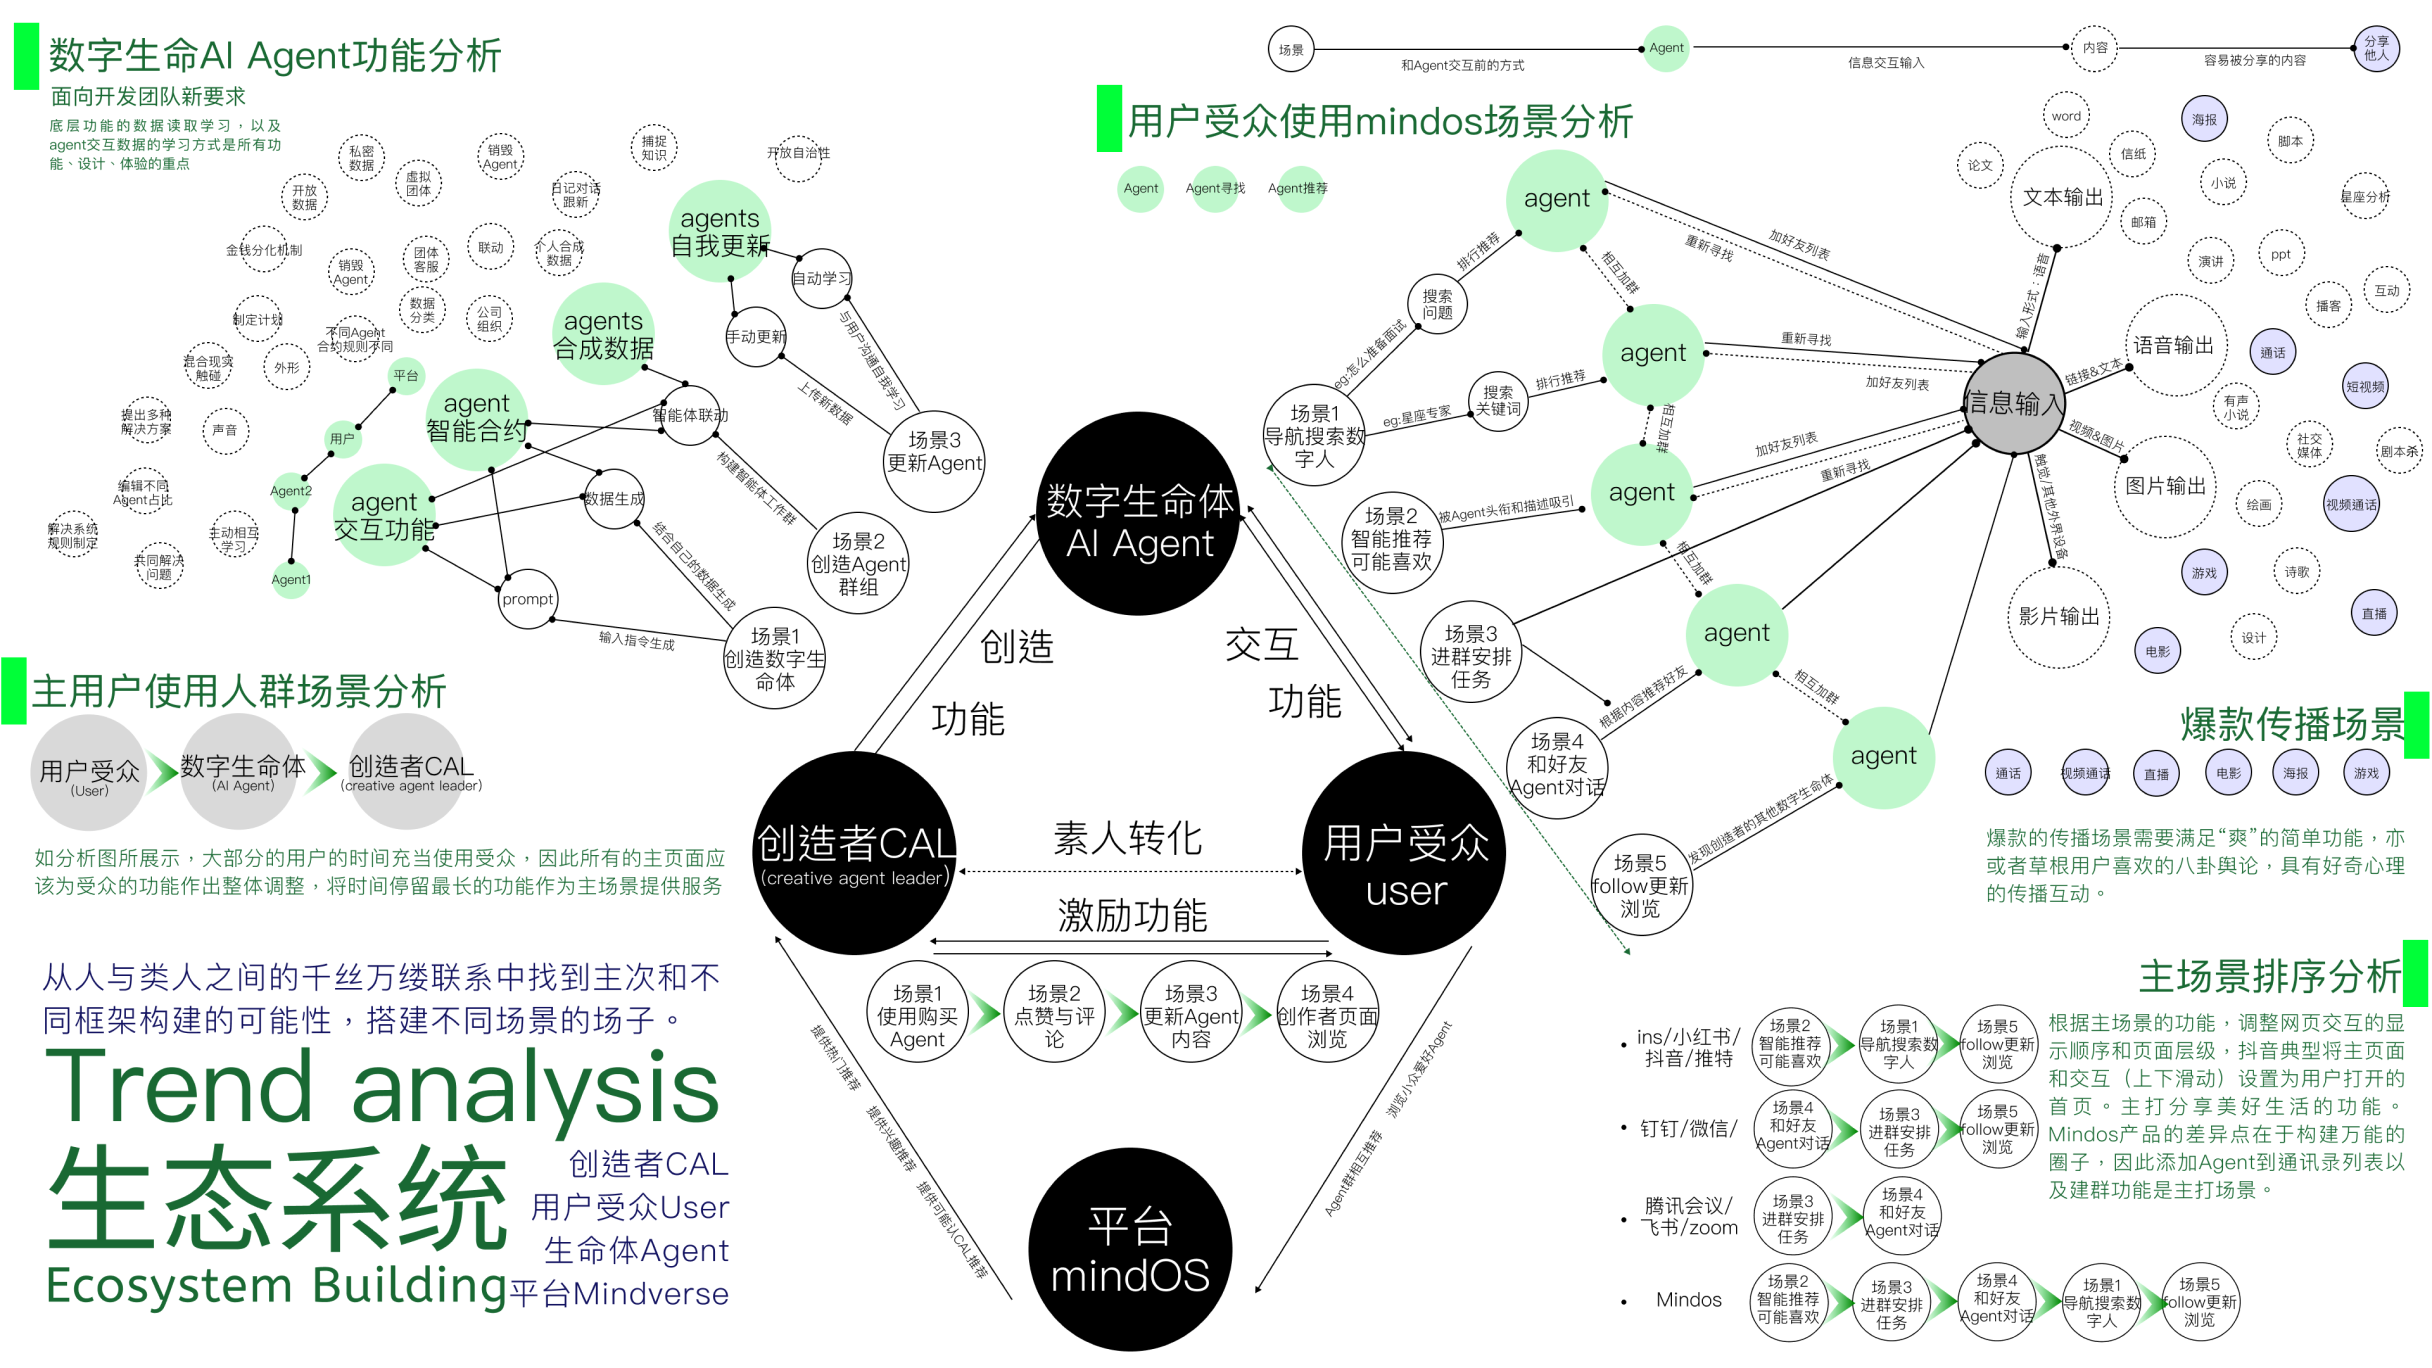 数字生命AI Agent功能分析
面向开发团队新要求
底层功能的数据读取学习，以及
agent交互数据的学习方式是所有功
能、设计、体验的重点
私密
数据
销毁
Agent
捕捉
知识
开放自治性
开放
数据
虚拟
团体
日记对话
跟新
金钱分化机制
销毁
Agent
团体
客服
联动
个人合成
数据
制定计划
数据
分类
公司
组织
不同Agent
合约规则不同
混合现实
触碰
外形
提出多种
解决方案
声音
编辑不同
Agent占比
解决系统
规则制定
主动相互
学习
共同解决
问题
平台
用户
Agent2
Agent1
agents
自我更新
agents
合成数据
agent
智能合约
agent
交互功能
自动学习
手动更新
智能体联动
数据生成
prompt
与用户沟通自我学习
上传新数据
构建智能体工作群
结合自己的数据生成
输入指令生成
场景3
更新Agent
场景2
创造Agent
群组
场景1
创造数字生
命体
主用户使用人群场景分析
用户受众
(User)
数字生命体
(AI Agent)
创造者CAL
(creative agent leader)
如分析图所展示，大部分的用户的时间充当使用受众，因此所有的主页面应
该为受众的功能作出整体调整，将时间停留最长的功能作为主场景提供服务
从人与类人之间的千丝万缕联系中找到主次和不
同框架构建的可能性，搭建不同场景的场子。
Trend analysis
生态系统
Ecosystem Building
创造者CAL
用户受众User
生命体Agent
平台Mindverse
数字生命体
AI Agent
创造
功能
交互
功能
创造者CAL
(creative agent leader)
素人转化
激励功能
用户受众
user
场景1
使用购买
Agent
场景2
点赞与评
论
场景3
更新Agent
内容
场景4
创作者页面
浏览
提供热门推荐
提供兴趣推荐
提供可能认CAL推荐
浏览小众爱好Agent
Agent群相互推荐
平台
mindOS
场景
和Agent交互前的方式
Agent
信息交互输入
内容
容易被分享的内容
分享
他人
用户受众使用mindos场景分析
Agent
Agent寻找
Agent推荐
agent
agent
agent
agent
agent
排行推荐
搜索
问题
eg:怎么准备面试
场景1
导航搜索数
字人
eg:星座专家
搜索
关键词
排行推荐
场景2
智能推荐
可能喜欢
被Agent头衔和描述吸引
场景3
进群安排
任务
场景4
和好友
Agent对话
根据内容推荐好友
场景5
follow更新
浏览
发现创造者的其他数字生命体
相互加群
相互加群
相互加群
相互加群
加好友列表
重新寻找
重新寻找
加好友列表
加好友列表
重新寻找
信息输入
输入形式：语音
链接&文本
视频&图片
触觉/其他外界设备
文本输出
语音输出
图片输出
影片输出
word
论文
信纸
邮箱
海报
脚本
小说
星座分析
演讲
ppt
播客
互动
通话
短视频
有声
小说
社交
媒体
剧本杀
绘画
视频通话
游戏
诗歌
直播
设计
电影
爆款传播场景
通话
视频通话
直播
电影
海报
游戏
爆款的传播场景需要满足“爽”的简单功能，亦
或者草根用户喜欢的八卦舆论，具有好奇心理
的传播互动。
主场景排序分析
• ins/小红书/
抖音/推特
场景2
智能推荐
可能喜欢
场景1
导航搜索数
字人
场景5
follow更新
浏览
• 钉钉/微信/
场景4
和好友
Agent对话
场景3
进群安排
任务
场景5
follow更新
浏览
• 腾讯会议/
飞书/zoom
场景3
进群安排
任务
场景4
和好友
Agent对话
• Mindos
场景2
智能推荐
可能喜欢
场景3
进群安排
任务
场景4
和好友
Agent对话
场景1
导航搜索数
字人
场景5
follow更新
浏览
根据主场景的功能，调整网页交互的显
示顺序和页面层级，抖音典型将主页面
和交互（上下滑动）设置为用户打开的
首页。主打分享美好生活的功能。
Mindos产品的差异点在于构建万能的
圈子，因此添加Agent到通讯录列表以
及建群功能是主打场景。